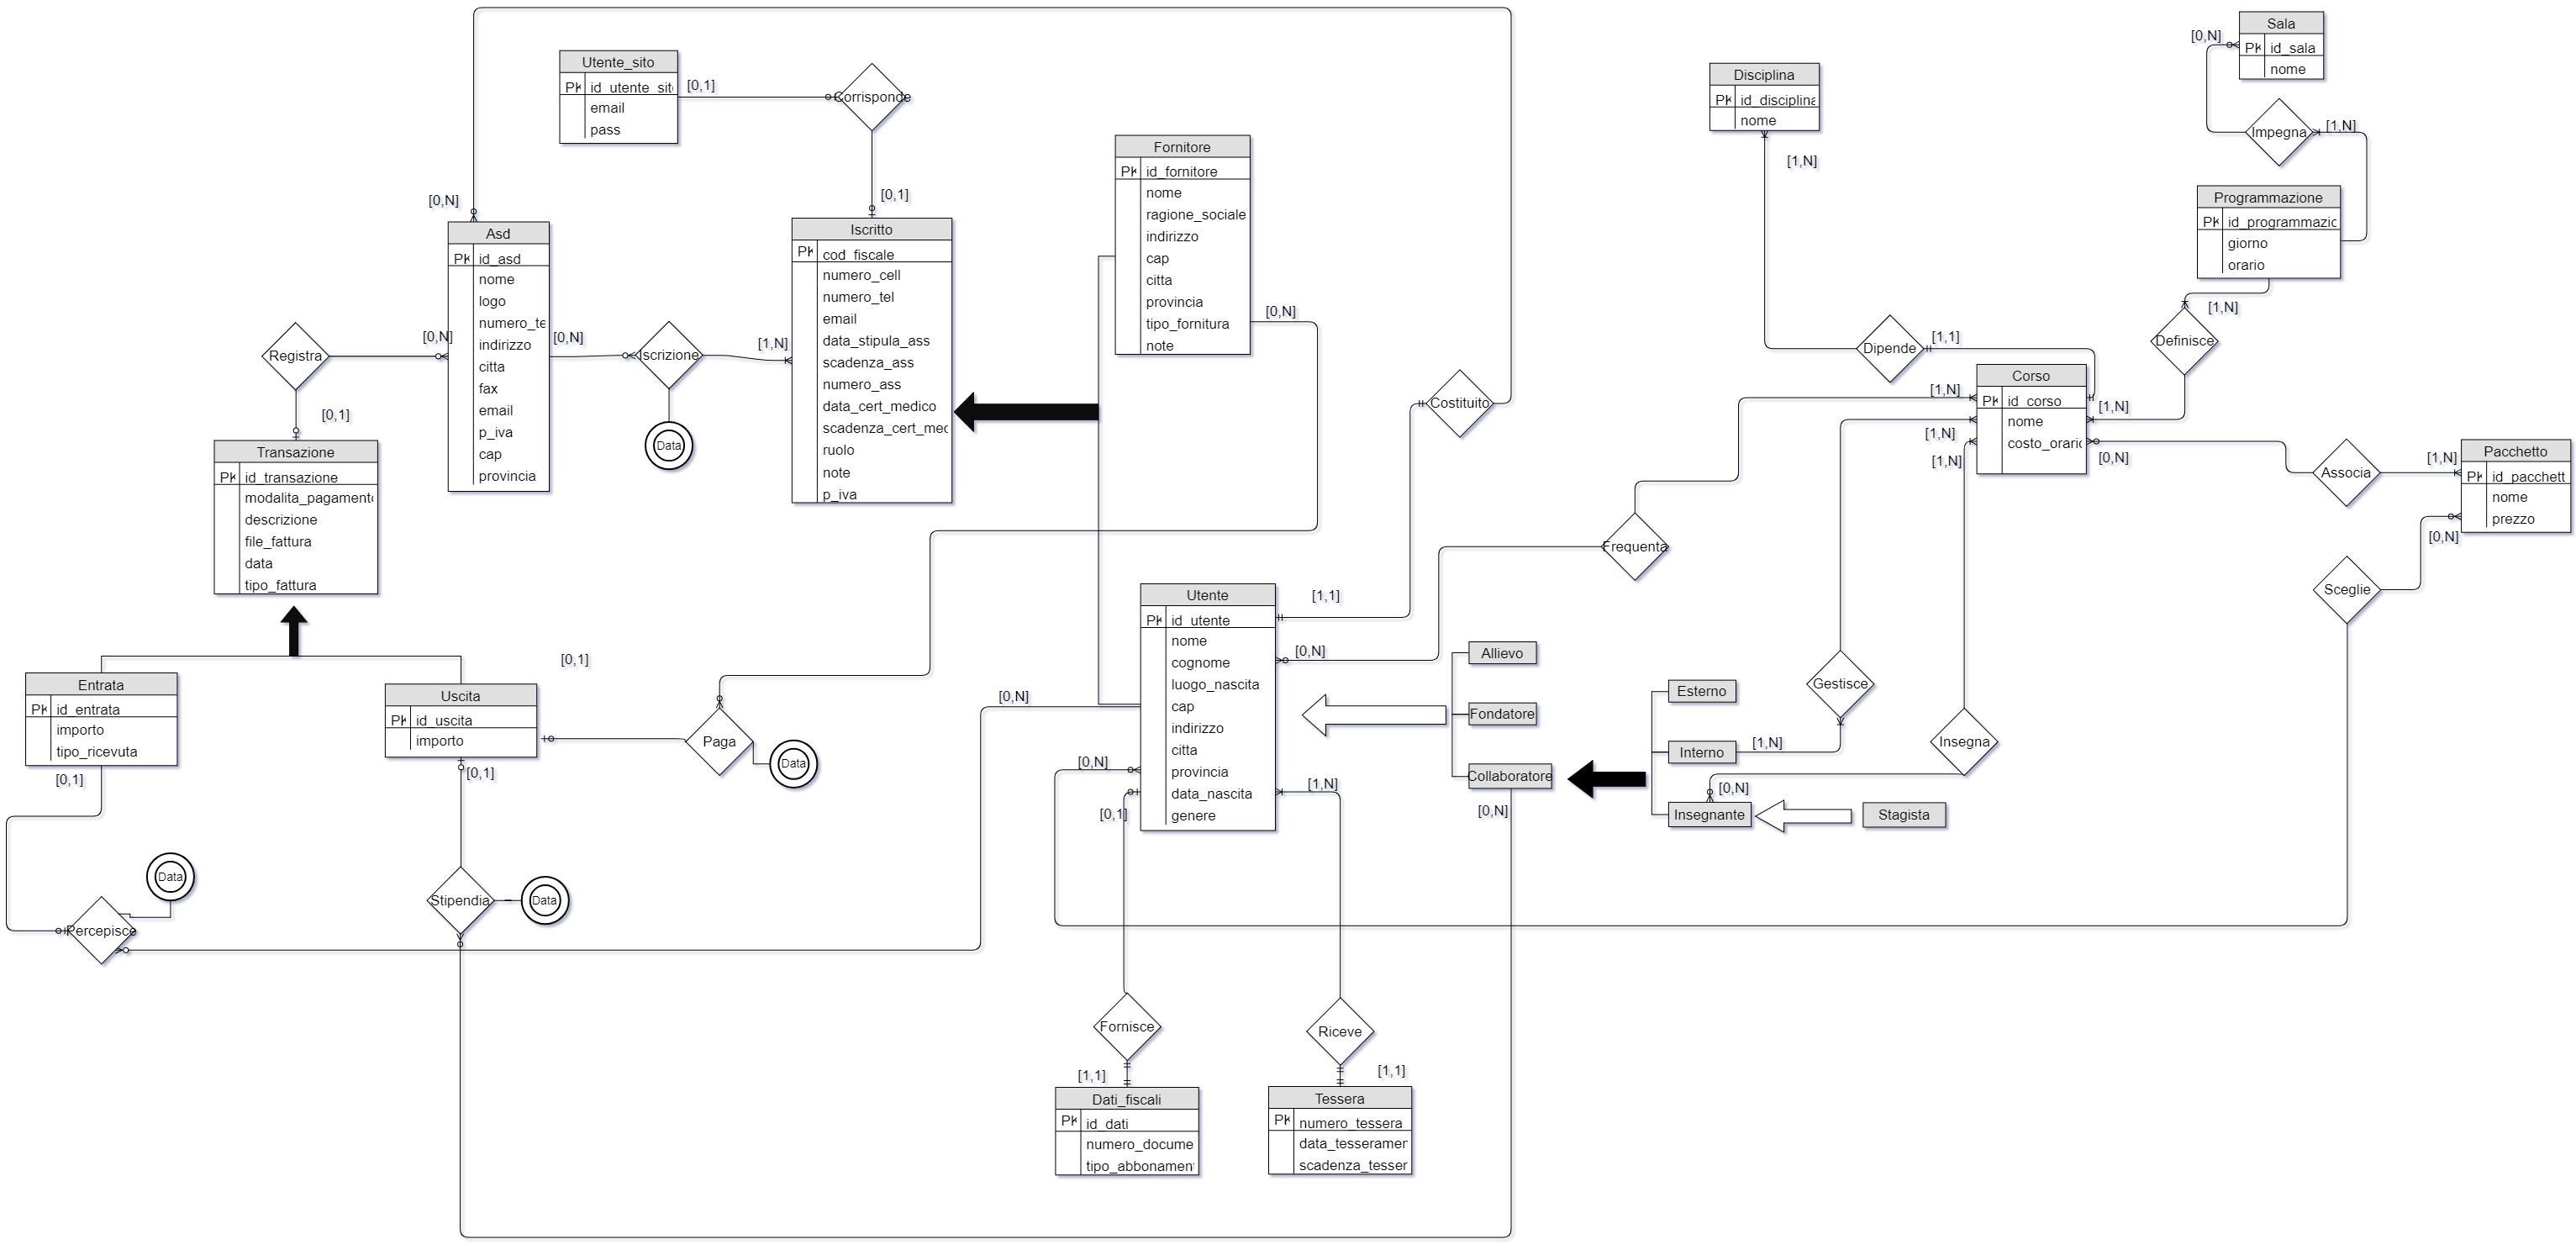 Utente_sito
PK id_utente_sit
email
pass
[0,1]
Corrisponde
[0,1]
[0,N]
Asd
PK id_asd
nome
logo
numero_te
indirizzo
citta
fax
email
p_iva
cap
provincia
[0,N]
[0,N]
Iscrizione
Data
[1,N]
Iscritto
PK cod_fiscale
numero_cell
numero_tel
email
data_stipula_ass
scadenza_ass
numero_ass
data_cert_medico
scadenza_cert_med
ruolo
note
p_iva
Fornitore
PK id_fornitore
nome
ragione_sociale
indirizzo
cap
citta
provincia
tipo_fornitura
note
[0,N]
Registra
[0,1]
Transazione
PK id_transazione
modalita_pagamento
descrizione
file_fattura
data
tipo_fattura
Entrata
PK id_entrata
importo
tipo_ricevuta
[0,1]
Uscita
PK id_uscita
importo
[0,1]
[0,1]
Paga
Data
Data
Percepisce
Stipendia
Data
[0,N]
Costituito
[1,1]
Utente
PK id_utente
nome
cognome
luogo_nascita
cap
indirizzo
citta
provincia
data_nascita
genere
[0,N]
[0,N]
[0,1]
[1,N]
Fornisce
[1,1]
Dati_fiscali
PK id_dati
numero_docume
tipo_abbonamen
Riceve
[1,1]
Tessera
PK numero_tessera
data_tesseramen
scadenza_tesser
Allievo
Fondatore
Collaboratore
[0,N]
Esterno
Interno
[1,N]
Insegnante
[0,N]
Stagista
Gestisce
Insegna
Frequenta
Disciplina
PK id_disciplina
nome
[1,N]
Dipende
[1,1]
Corso
PK id_corso
nome
costo_orario
[1,N]
[1,N]
[1,N]
[1,N]
[0,N]
Sala
PK id_sala
nome
[0,N]
Impegna
[1,N]
Programmazione
PK id_programmazio
giorno
orario
[1,N]
Definisce
Associa
[1,N]
Pacchetto
PK id_pacchett
nome
prezzo
[0,N]
Sceglie